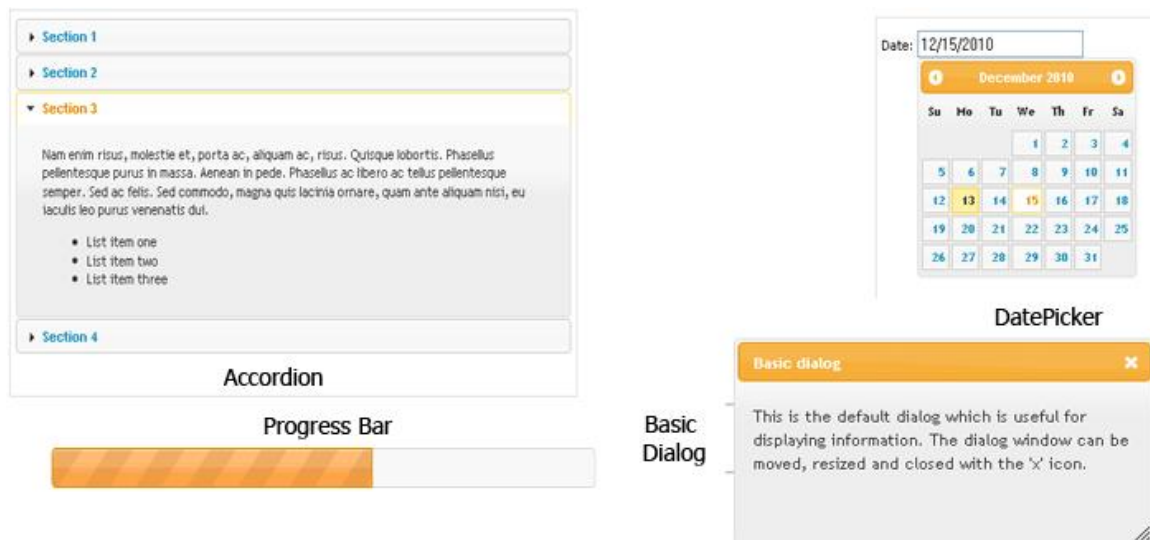 Section 1
Section 2
Section 3
Nam enim risus, molestie et, porta ac, aliquam ac, risus. Quisque lobortis. Phasellus
pellentesque purus in massa. Aenean in pede. Phasellus ac libero ac tellus pellentesque
semper. Sed ac felis. Sed commodo, magna quis lacinia ornare, quam ante aliquam nisi, eu
iaculis leo purus venenatis dui.
• List item one
• List item two
• List item three
Section 4
Accordion
Progress Bar
Date: 12/15/2010
December 2010
Su Mo Tu We Th Fr Sa
1 2 3 4
5 6 7 8 9 10 11
12 13 14 15 16 17 18
19 20 21 22 23 24 25
26 27 28 29 30 31
DatePicker
Basic
Dialog
Basic dialog
This is the default dialog which is useful for
displaying information. The dialog window can be
moved, resized and closed with the 'x' icon.